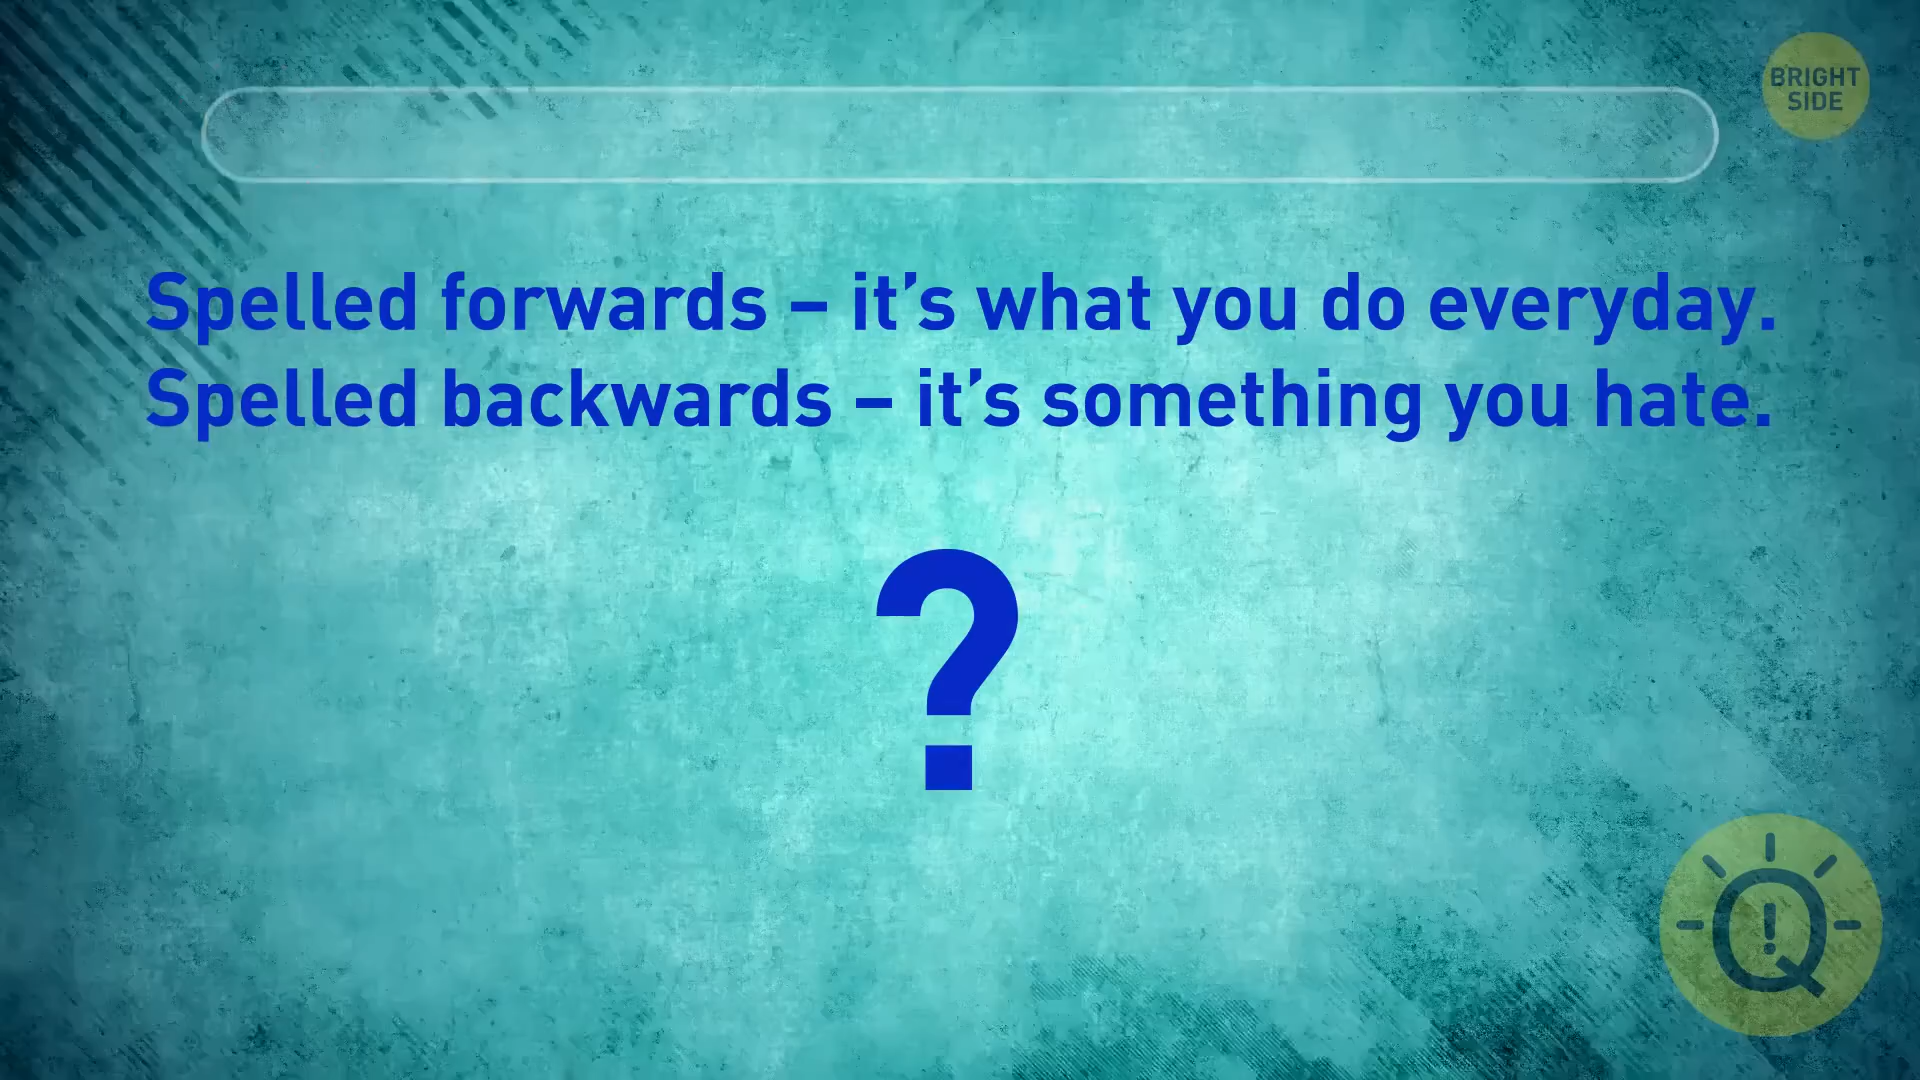 BRIGHT
SIDE
Spelled forwards – it’s what you do everyday.
Spelled backwards – it’s something you hate.
?
Q!